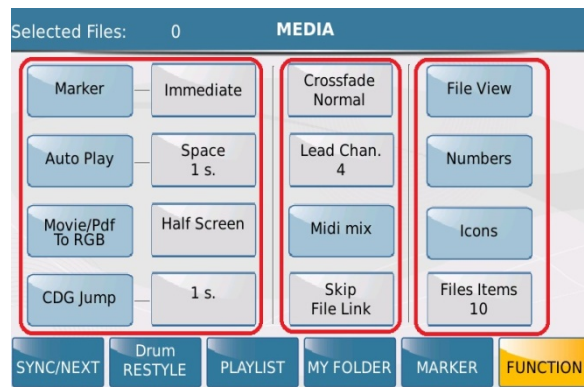 Selected Files: 0 MEDIA
Marker Immediate Crossfade File View
Normal
Auto Play Space Lead Chan. Numbers
1 s. 4
Movie/Pdf Half Screen Midi mix Icons
To RGB
CDG Jump 1 s. Skip Files Items
File Link 10
SYNC/NEXT Drum PLAYLIST MY FOLDER MARKER FUNCTION
RESTYLE